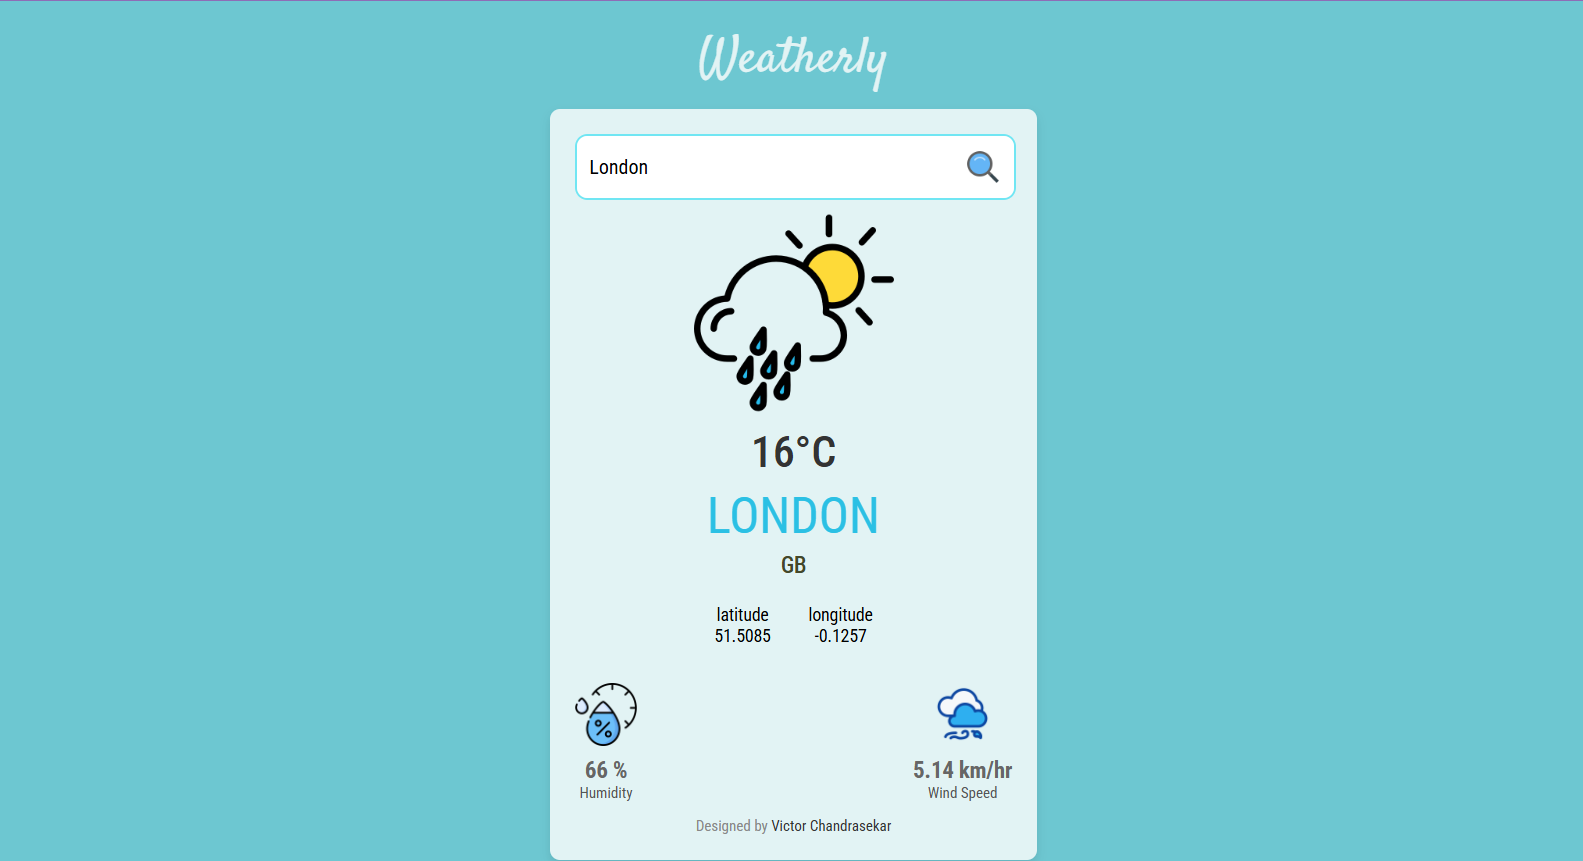 Weatherly
London
16°C
LONDON
GB
latitude longitude
51.5085 -0.1257
%
66 % 5.14 km/hr
Humidity Wind Speed
Designed by Victor Chandrasekar